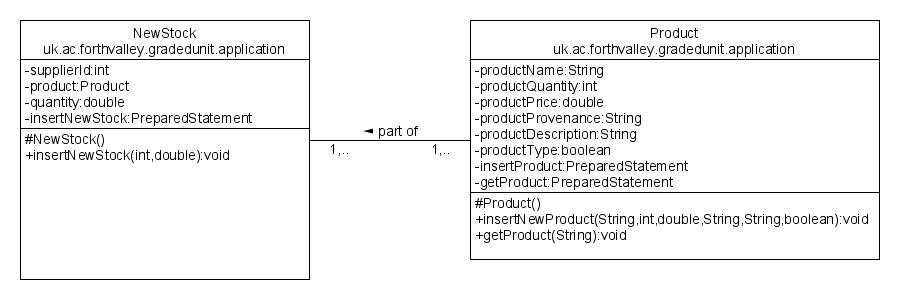 NewStock
uk.ac.forthvalley.gradedunit.application
-supplierId:int
-product:Product
-quantity:double
-insertNewStock:PreparedStatement
#NewStock()
+insertNewStock(int,double):void
◄ part of
1,..
1,..
Product
uk.ac.forthvalley.gradedunit.application
-productName:String
-productQuantity:int
-productPrice:double
-productProvenance:String
-productDescription:String
-productType:boolean
-insertProduct:PreparedStatement
-getProduct:PreparedStatement
#Product()
+insertNewProduct(String,int,double,String,String,boolean):void
+getProduct(String):void